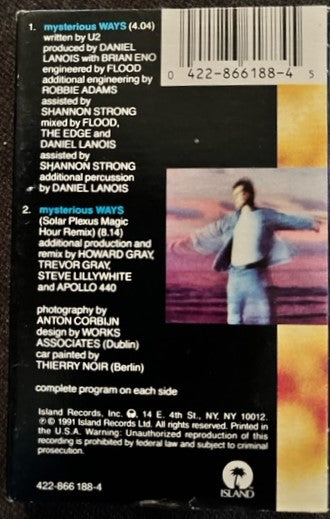 1. mysterious WAYS (4.04)
written by U2
produced by DANIEL
LANOIS with BRIAN ENO
engineered by FLOOD
additional engineering by
ROBBIE ADAMS
assisted by
SHANNON STRONG
mixed by FLOOD,
THE EDGE and
DANIEL LANOIS
assisted by
SHANNON STRONG
additional percussion
by DANIEL LANOIS
0 422-866188-4 5
2. mysterious WAYS
(Solar Plexus Magic
Hour Remix) (8.14)
additional production and
remix by HOWARD GRAY,
TREVOR GRAY,
STEVE LILLYWHITE
and APOLLO 440
photography by
ANTON CORBIJN
design by WORKS
ASSOCIATES (Dublin)
car painted by
THIERRY NOIR (Berlin)
complete program on each side
Island Records, Inc. 14 E. 4th St., NY, NY 10012.
℗© 1991 Island Records Ltd. All rights reserved. Printed in
the U.S.A. Warning: Unauthorized reproduction of this
recording is prohibited by federal law and subject to criminal
prosecution.
422-866 188-4
ISLAND